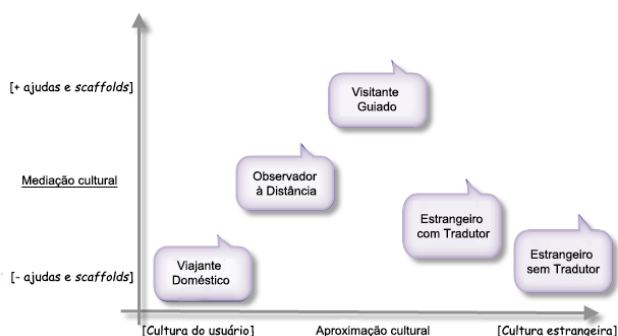 [+ ajudas e scaffolds]
Visitante
Guiado
Mediação cultural
Observador
à Distância
Estrangeiro
com Tradutor
Estrangeiro
sem Tradutor
Viajante
Doméstico
[- ajudas e scaffolds]
[Cultura do usuário]
Aproximação cultural
[Cultura estrangeira]